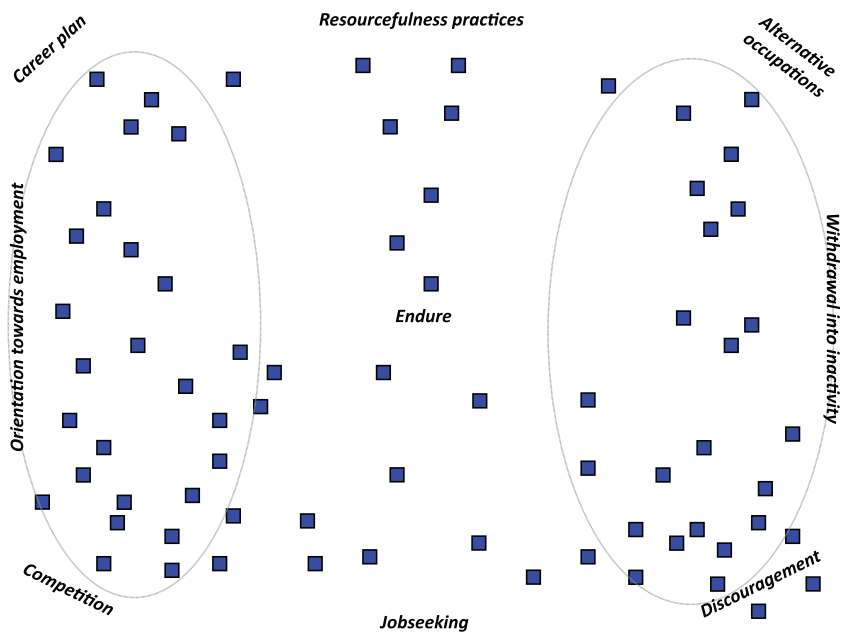 Career plan
Resourcefulness practices
Alternative
occupations
Orientation towards employment
Endure
Withdrawal into inactivity
Competition
Jobseeking
Discouragement